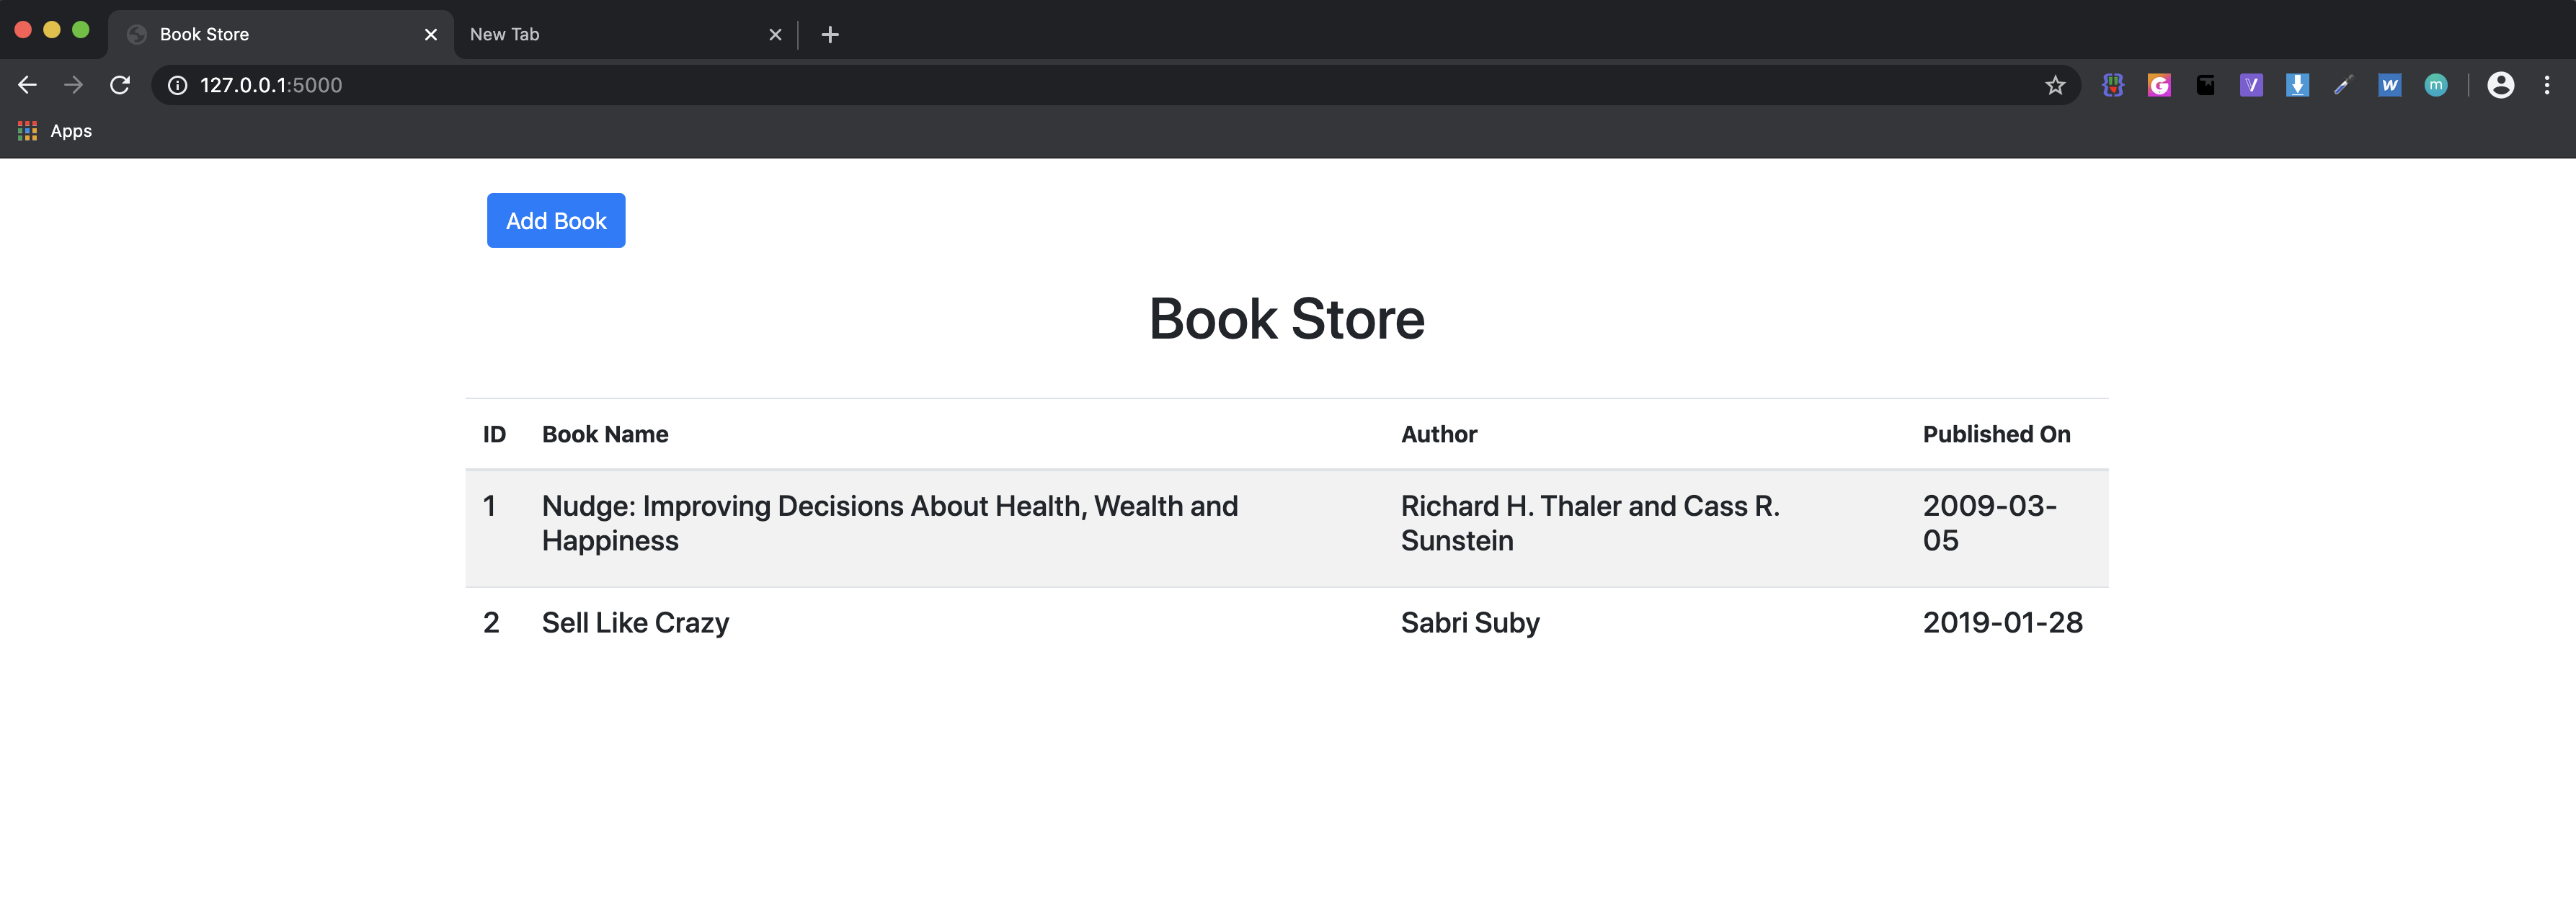 Book Store
New Tab
127.0.0.1:5000
Apps
Add Book
Book Store
ID Book Name Author Published On
1 Nudge: Improving Decisions About Health, Wealth and Richard H. Thaler and Cass R. 2009-03-
Happiness Sunstein 05
2 Sell Like Crazy Sabri Suby 2019-01-28